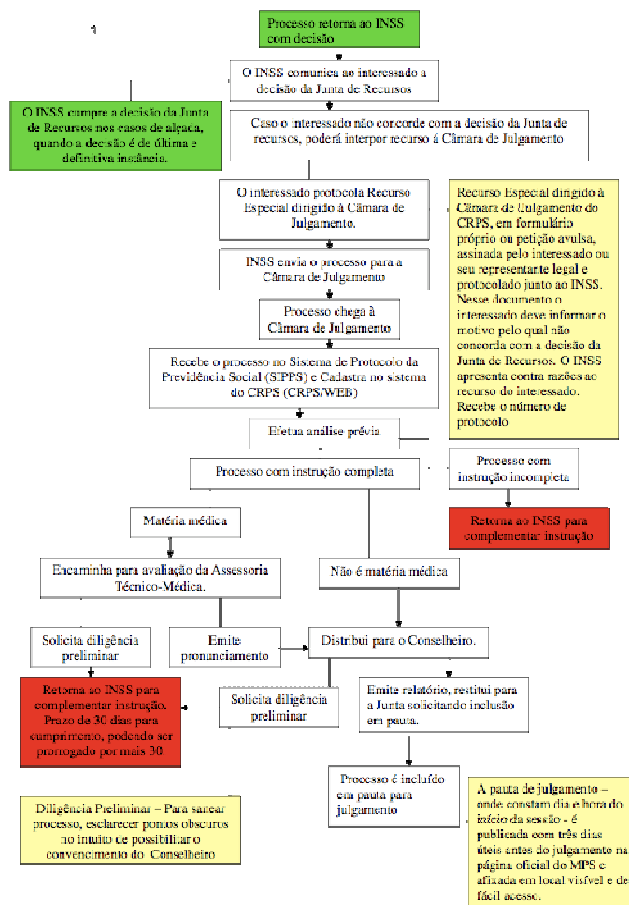 Processo retorna ao INSS
com decisão
O INSS comunica ao interessado a
decisão da Junta de Recursos
O INSS cumpre a decisão da Junta
de Recursos nos casos de alçada,
quando a decisão é de última e
definitiva instância.
Caso o interessado não concorde com a decisão da Junta de
recursos, poderá interpor recurso á Câmara de Julgamento
O interessado protocola Recurso
Especial dirigido à Câmara de
Julgamento.
Recurso Especial dirigido à
Câmara de Julgamento do
CRPS, em formulário
próprio ou petição avulsa,
assinada pelo interessado ou
seu representante legal e
protocolado junto ao INSS.
Nesse documento o
interessado deve informar o
motivo pelo qual não
concorda com a decisão da
Junta de Recursos. O INSS
apresenta contra razões ao
recurso do interessado.
Recebe o número de
protocolo
INSS envia o processo para a
Câmara de Julgamento
Processo chega à
Câmara de Julgamento
Recebe o processo no Sistema de Protocolo da
Previdência Social (SIPPS) e Cadastra no sistema
do CRPS (CRPS/WEB)
Efetua análise prévia
Processo com instrução completa
Processo com
instrução incompleta
Retorna ao INSS para
complementar instrução
Matéria médica
Encaminha para avaliação da Assessoria
Técnico-Médica.
Não é matéria médica
Solicita diligência
preliminar
Emite
pronunciamento
Distribui para o Conselheiro.
Retorna ao INSS para
complementar instrução.
Prazo de 30 dias para
cumprimento, podendo ser
prorrogado por mais 30
Solicita diligência
preliminar
Emite relatório, restitui para
a Junta solicitando inclusão
em pauta.
Processo é incluído
em pauta para
julgamento
Diligência Preliminar – Para sanear
processo, esclarecer pontos obscuros
no intuito de possibilitar o
convencimento do Conselheiro
A pauta de julgamento –
onde constam dia e hora do
início da sessão - é
publicada com três dias
úteis antes do julgamento na
página oficial do MPS e
afixada em local visível e de
fácil acesso.